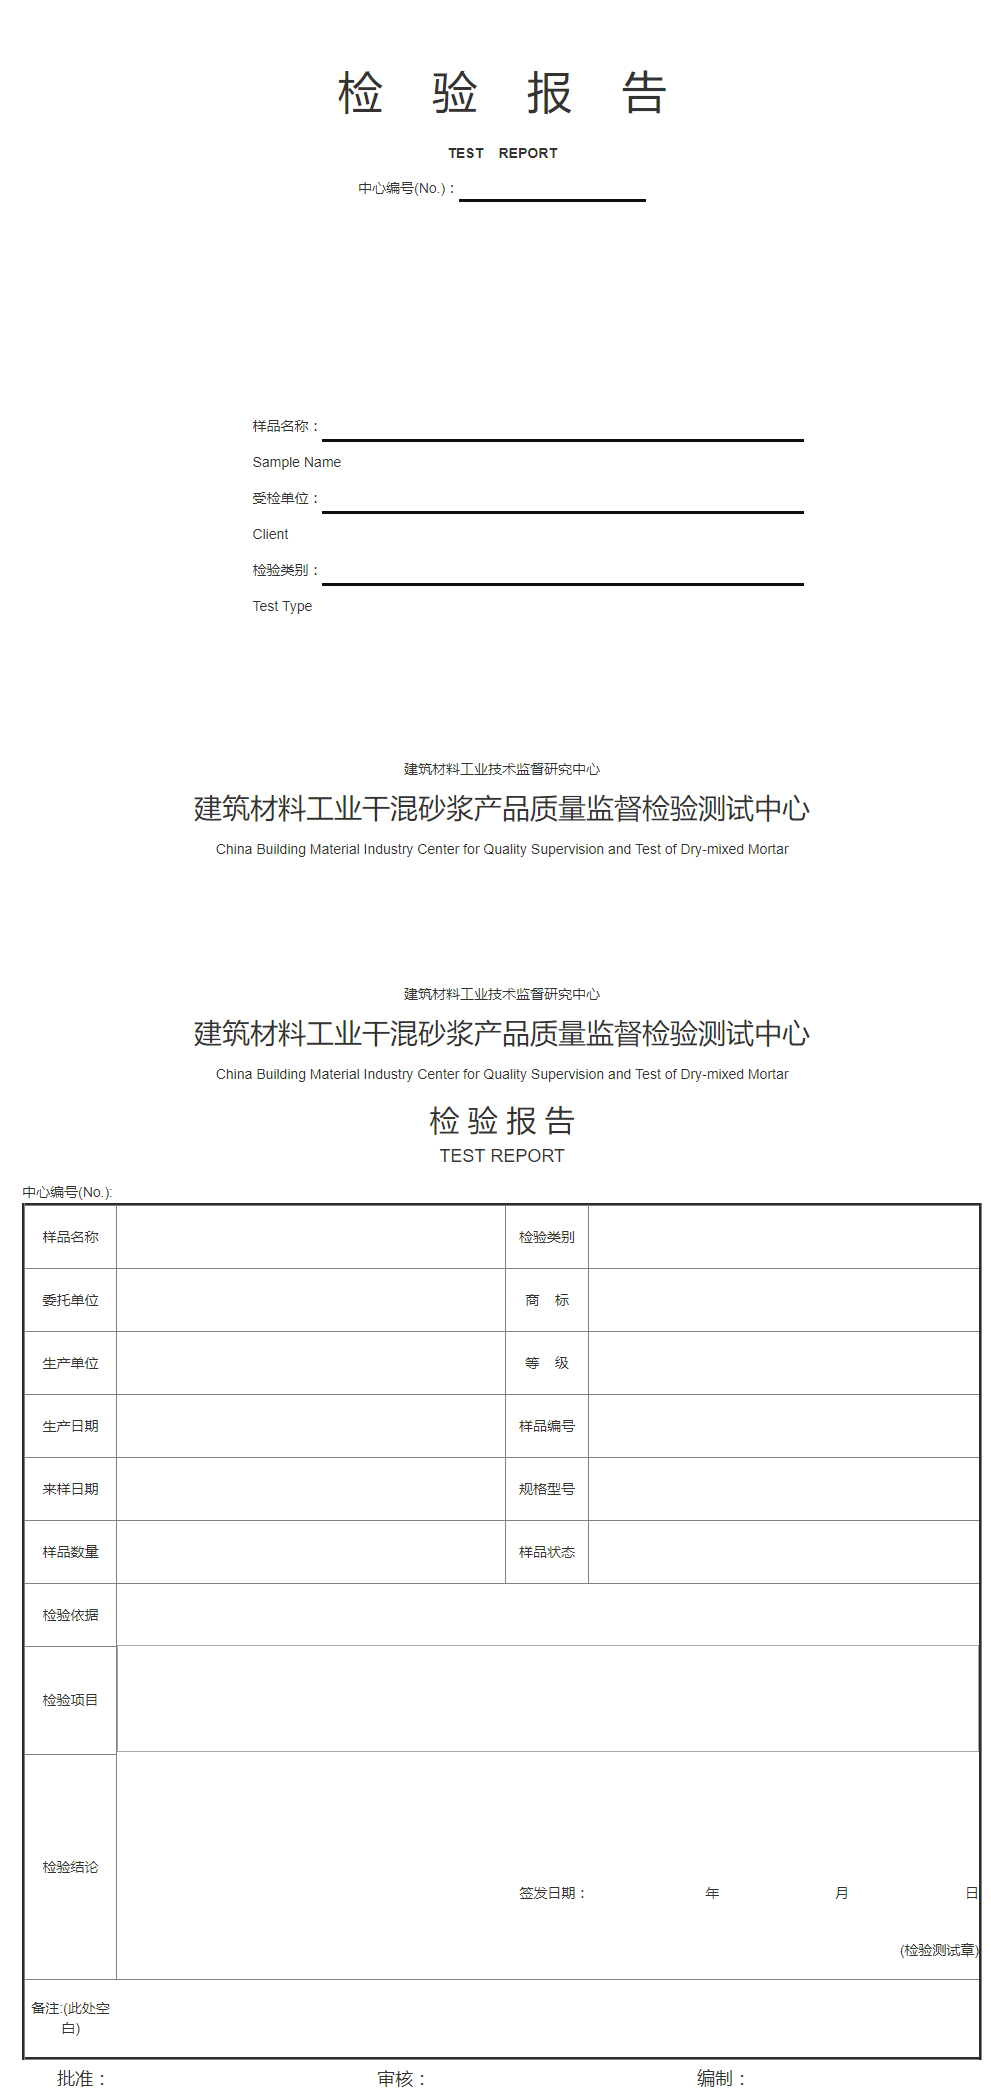 检 验 报 告
TEST REPORT
中心编号(No.)：
样品名称：
Sample Name
受检单位：
Client
检验类别：
Test Type
建筑材料工业技术监督研究中心
建筑材料工业干混砂浆产品质量监督检验测试中心
China Building Material Industry Center for Quality Supervision and Test of Dry-mixed Mortar
建筑材料工业技术监督研究中心
建筑材料工业干混砂浆产品质量监督检验测试中心
China Building Material Industry Center for Quality Supervision and Test of Dry-mixed Mortar
检 验 报 告
TEST REPORT
中心编号(No.):
样品名称 检验类别
委托单位 商 标
生产单位 等 级
生产日期 样品编号
来样日期 规格型号
样品数量 样品状态
检验依据
检验项目
检验结论
签发日期： 年 月 日
(检验测试章)
备注:(此处空
白)
批准： 审核： 编制：